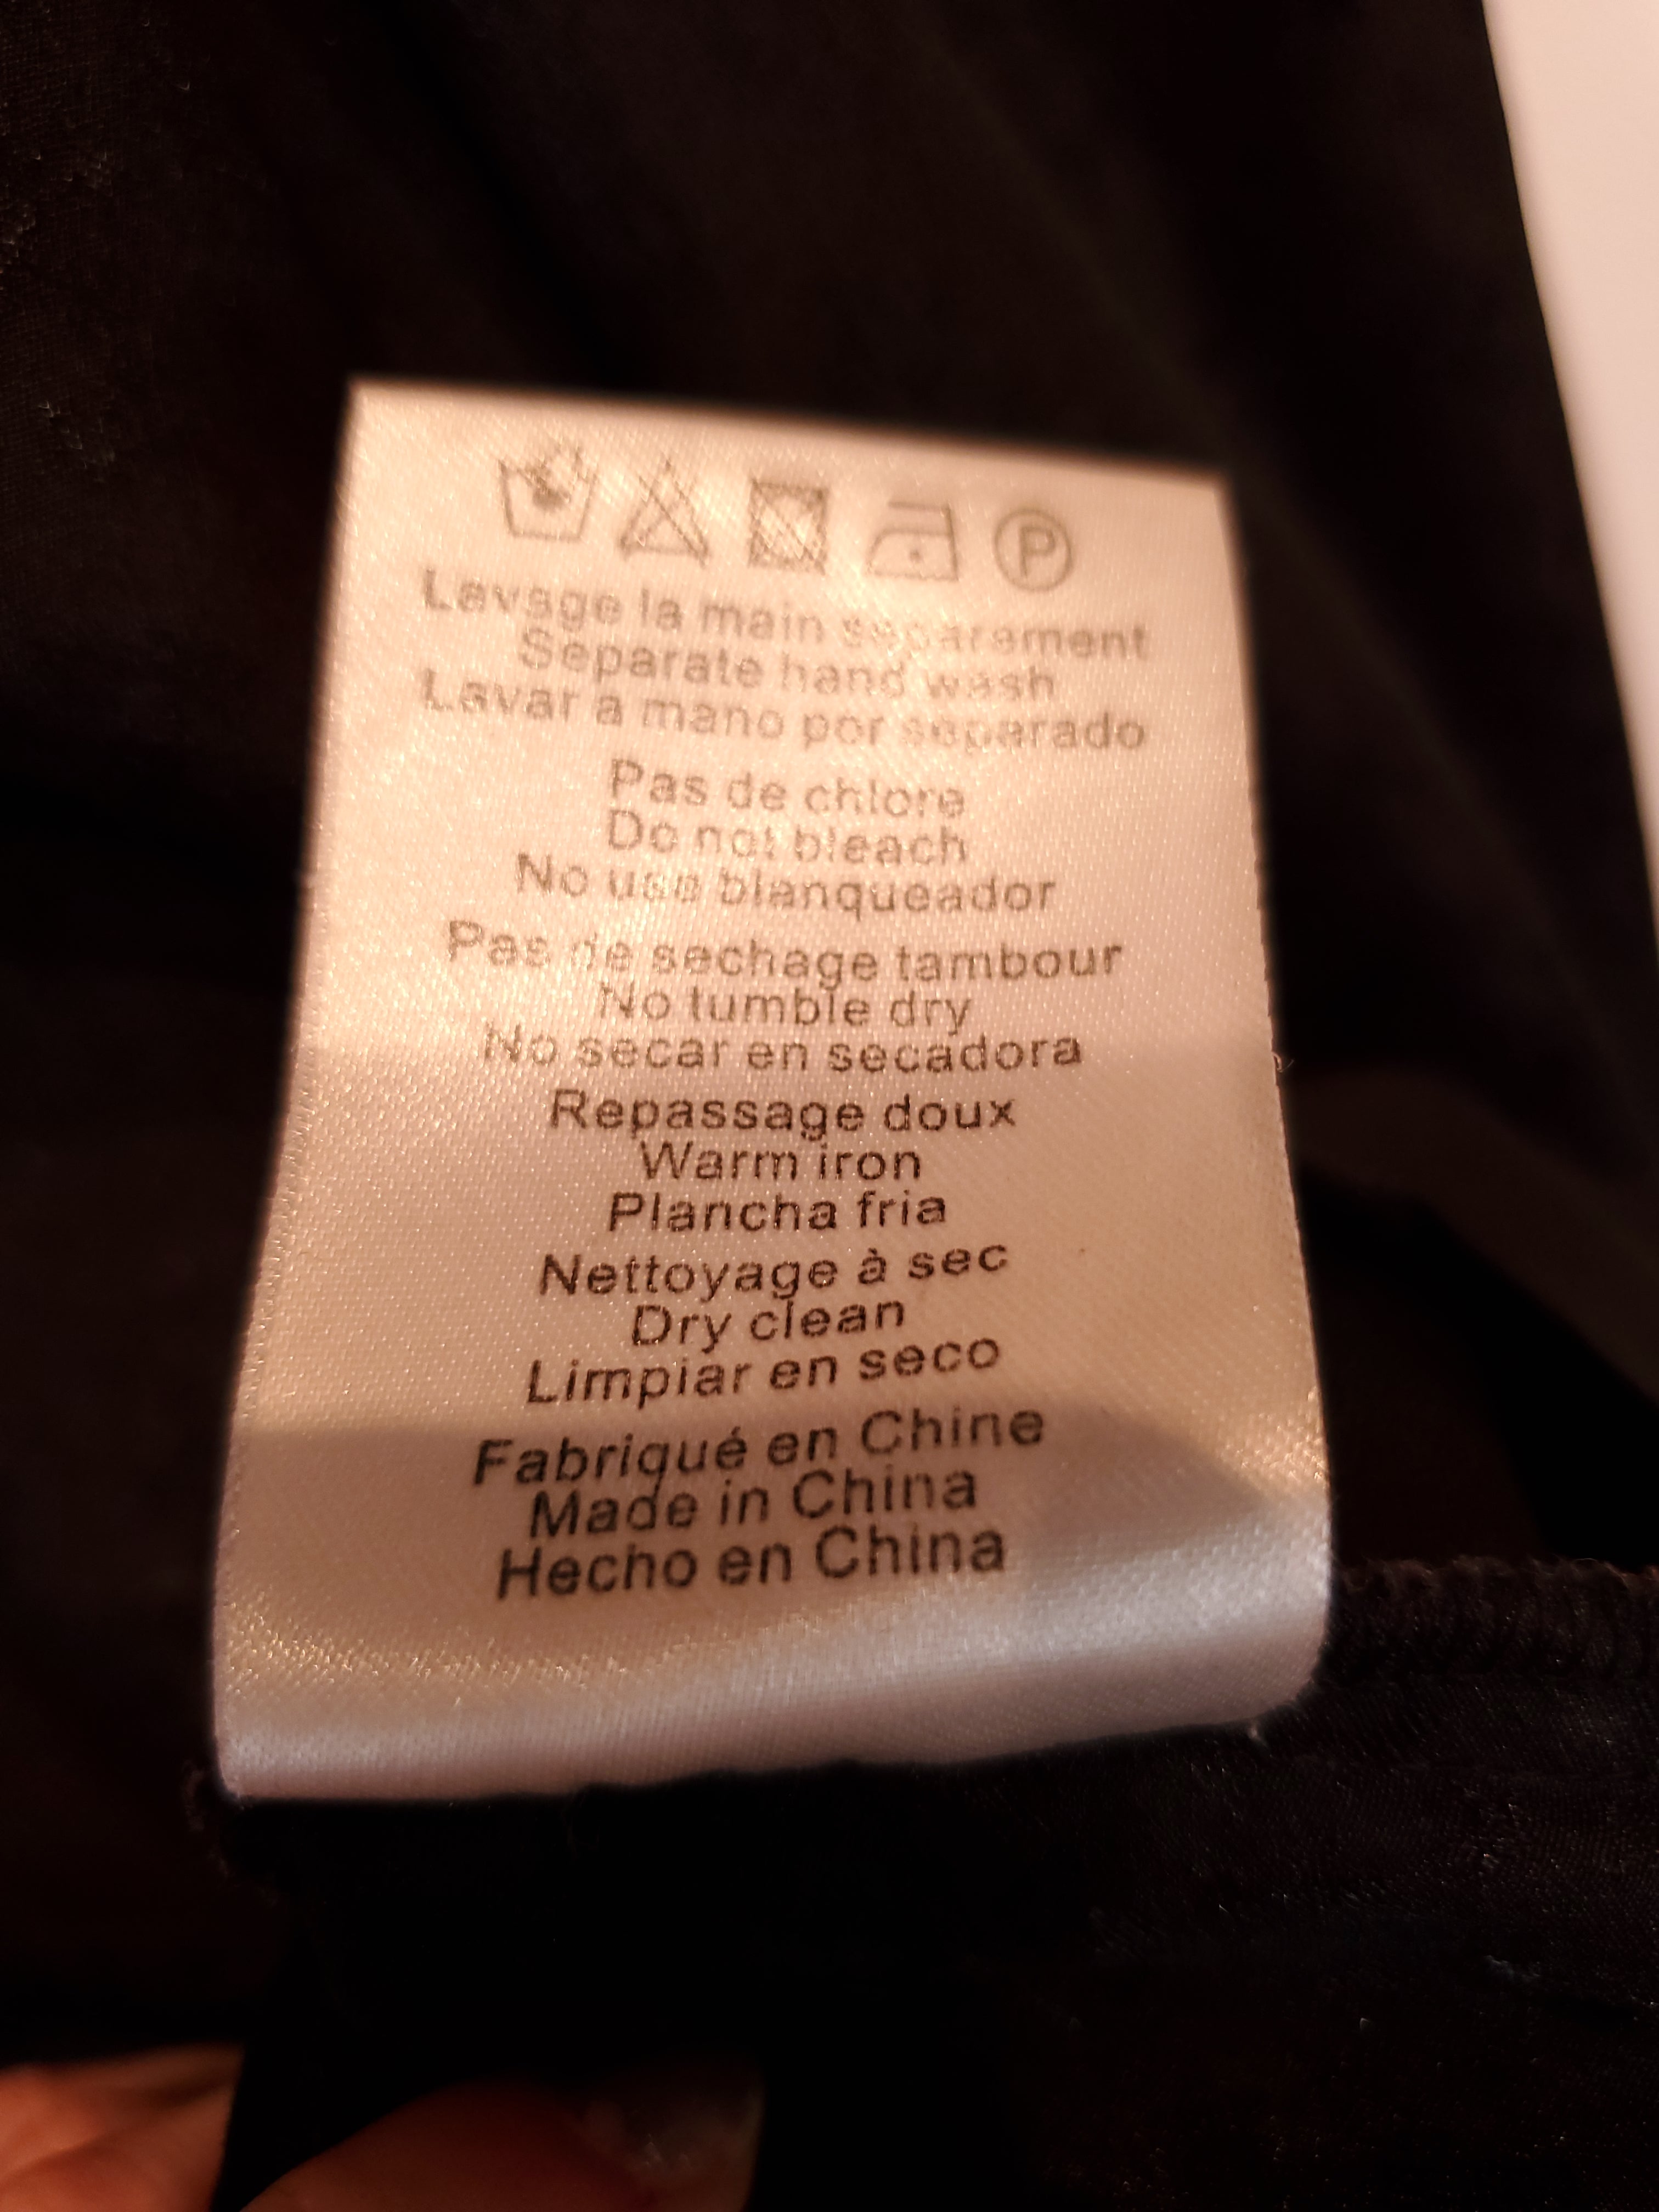 P
Lavage la main separament
Separate hand wash
Lavar a mano por separado
Pas de chlore
Do not bleach
No use blanqueador
Pas de sechage tambour
No tumble dry
No secar en secadora
Repassage doux
Warm iron
Plancha fria
Nettoyage à sec
Dry clean
Limpiar en seco
Fabriqué en Chine
Made in China
Hecho en China